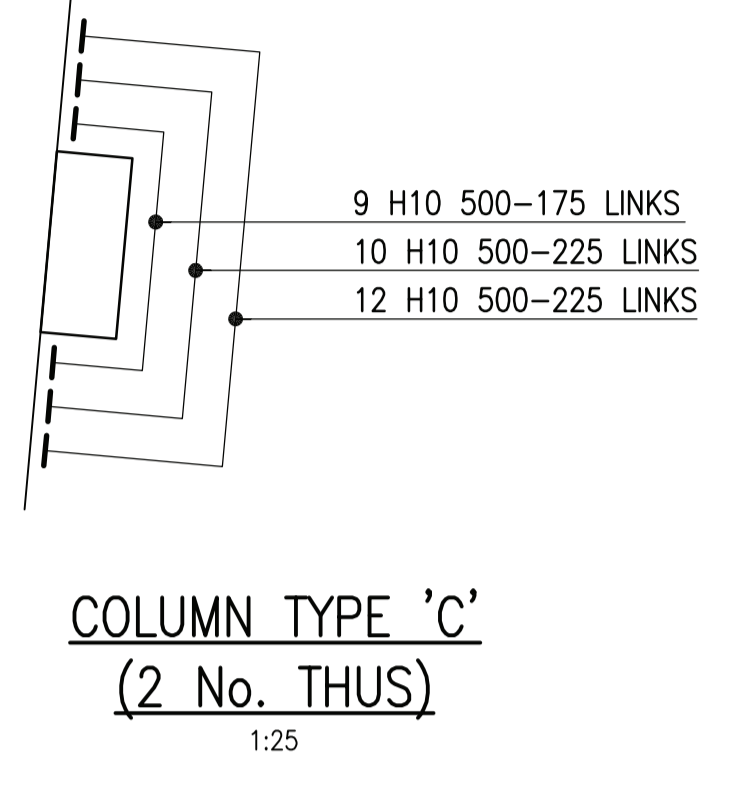 9 H10 500-175 LINKS
10 H10 500-225 LINKS
12 H10 500-225 LINKS
COLUMN TYPE 'C'
(2 No. THUS)
1:25